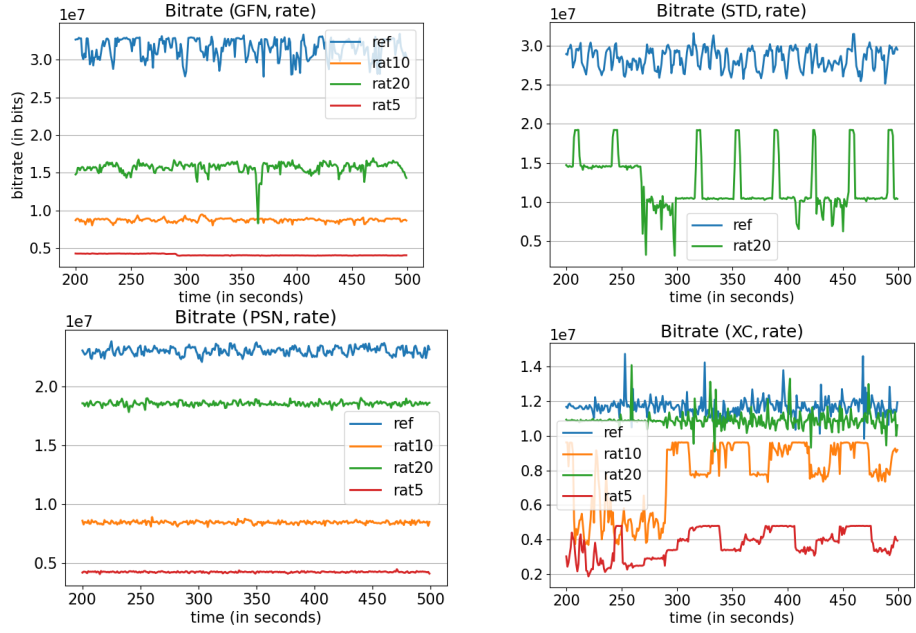 Bitrate (GFN, rate)
1e7
3.0
2.5
2.0
1.5
1.0
0.5
bitrate (in bits)
ref
rat10
rat20
rat5
200 250 300 350 400 450 500
time (in seconds)
Bitrate (STD, rate)
1e7
3.0
2.5
2.0
1.5
1.0
0.5
ref
rat20
200 250 300 350 400 450 500
time (in seconds)
Bitrate (PSN, rate)
1e7
2.0
1.5
1.0
0.5
ref
rat10
rat20
rat5
200 250 300 350 400 450 500
time (in seconds)
Bitrate (XC, rate)
1e7
1.4
1.2
1.0
0.8
0.6
0.4
0.2
ref
rat10
rat20
rat5
200 250 300 350 400 450 500
time (in seconds)